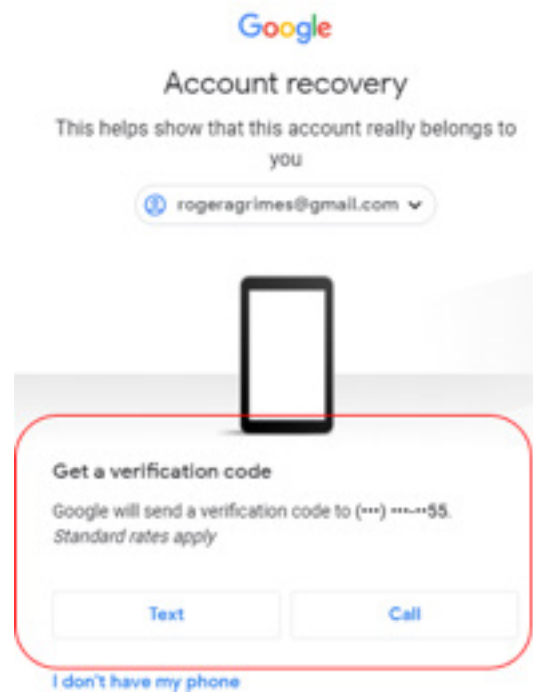 Google
Account recovery
This helps show that this account really belongs to
you
rogeragrimes@gmail.com
Get a verification code
Google will send a verification code to (•••) •••-••55.
Standard rates apply
Text
Call
I don't have my phone